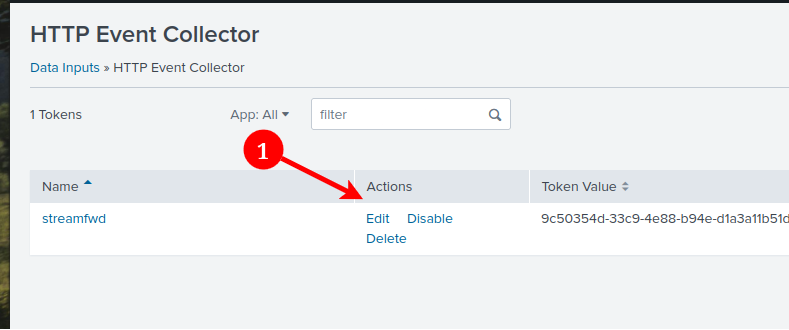 HTTP Event Collector
Data Inputs » HTTP Event Collector
1 Tokens App: All filter
1
Name Actions Token Value
streamfwd Edit Disable 9c50354d-33c9-4e88-b94e-d1a3a11b51d
Delete